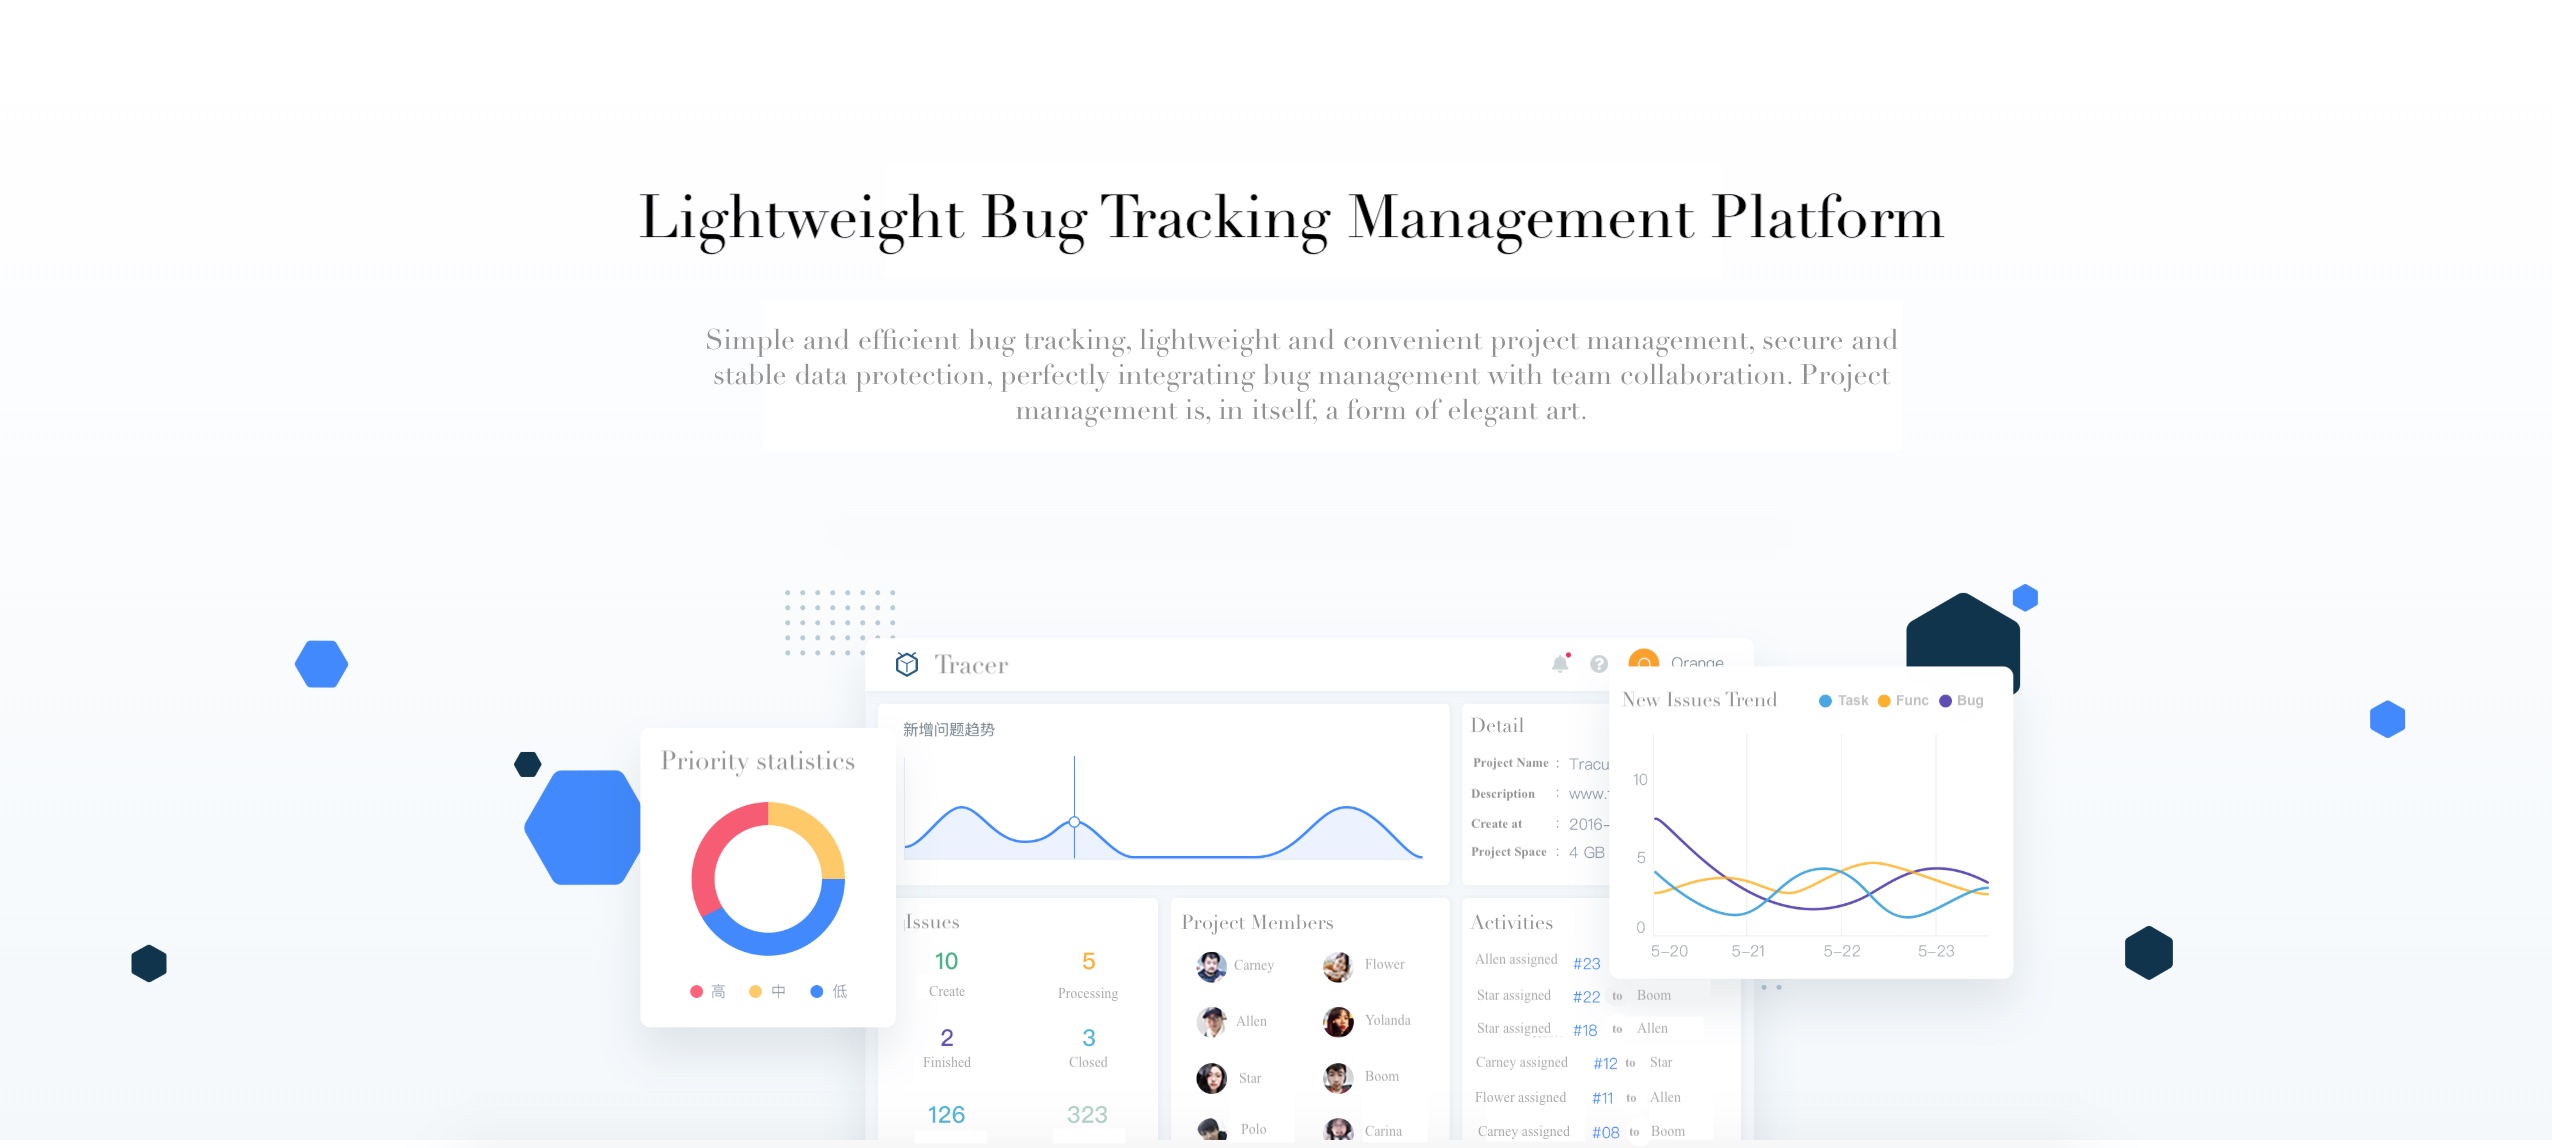 Lightweight Bug Tracking Management Platform
Simple and efficient bug tracking, lightweight and convenient project management, secure and
stable data protection, perfectly integrating bug management with team collaboration. Project
management is, in itself, a form of elegant art.
Tracer
Orange
新增问题趋势
Priority statistics
高 中 低
Detail
Project Name : Tracu
Description : www.
Create at : 2016-
Project Space : 4 GB
New Issues Trend
Task Func Bug
10
5
0
5-20 5-21 5-22 5-23
Issues
10 5
Create Processing
2 3
Finished Closed
126 323
Project Members
Carney Flower
Allen Yolanda
Star Boom
Polo Carina
Activities
Allen assigned #23
Star assigned #22 to Boom
Star assigned #18 to Allen
Carney assigned #12 to Star
Flower assigned #11 to Allen
Carney assigned #08 to Boom